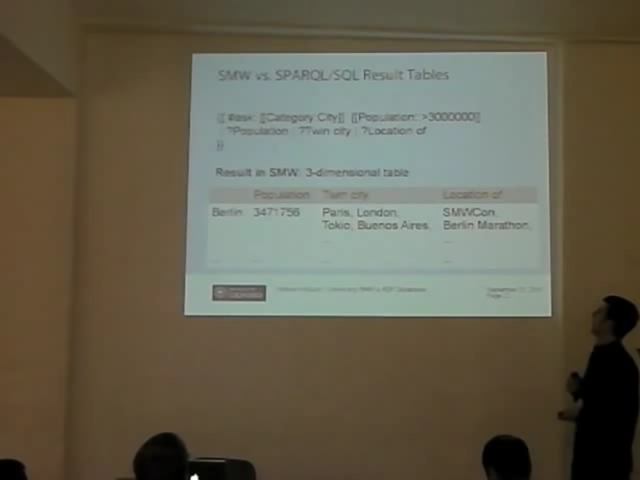 SMW vs. SPARQL/SQL Result Tables
{{ #ask: [[Category:City]] [[Population::>3000000]]
?Population | ?Twin city | ?Location of
}}
Result in SMW: 3-dimensional table
Population Twin city Location of
Berlin 3471756 Paris, London, SMWCon,
Tokio, Buenos Aires, Berlin Marathon,
... ...
... ... ...